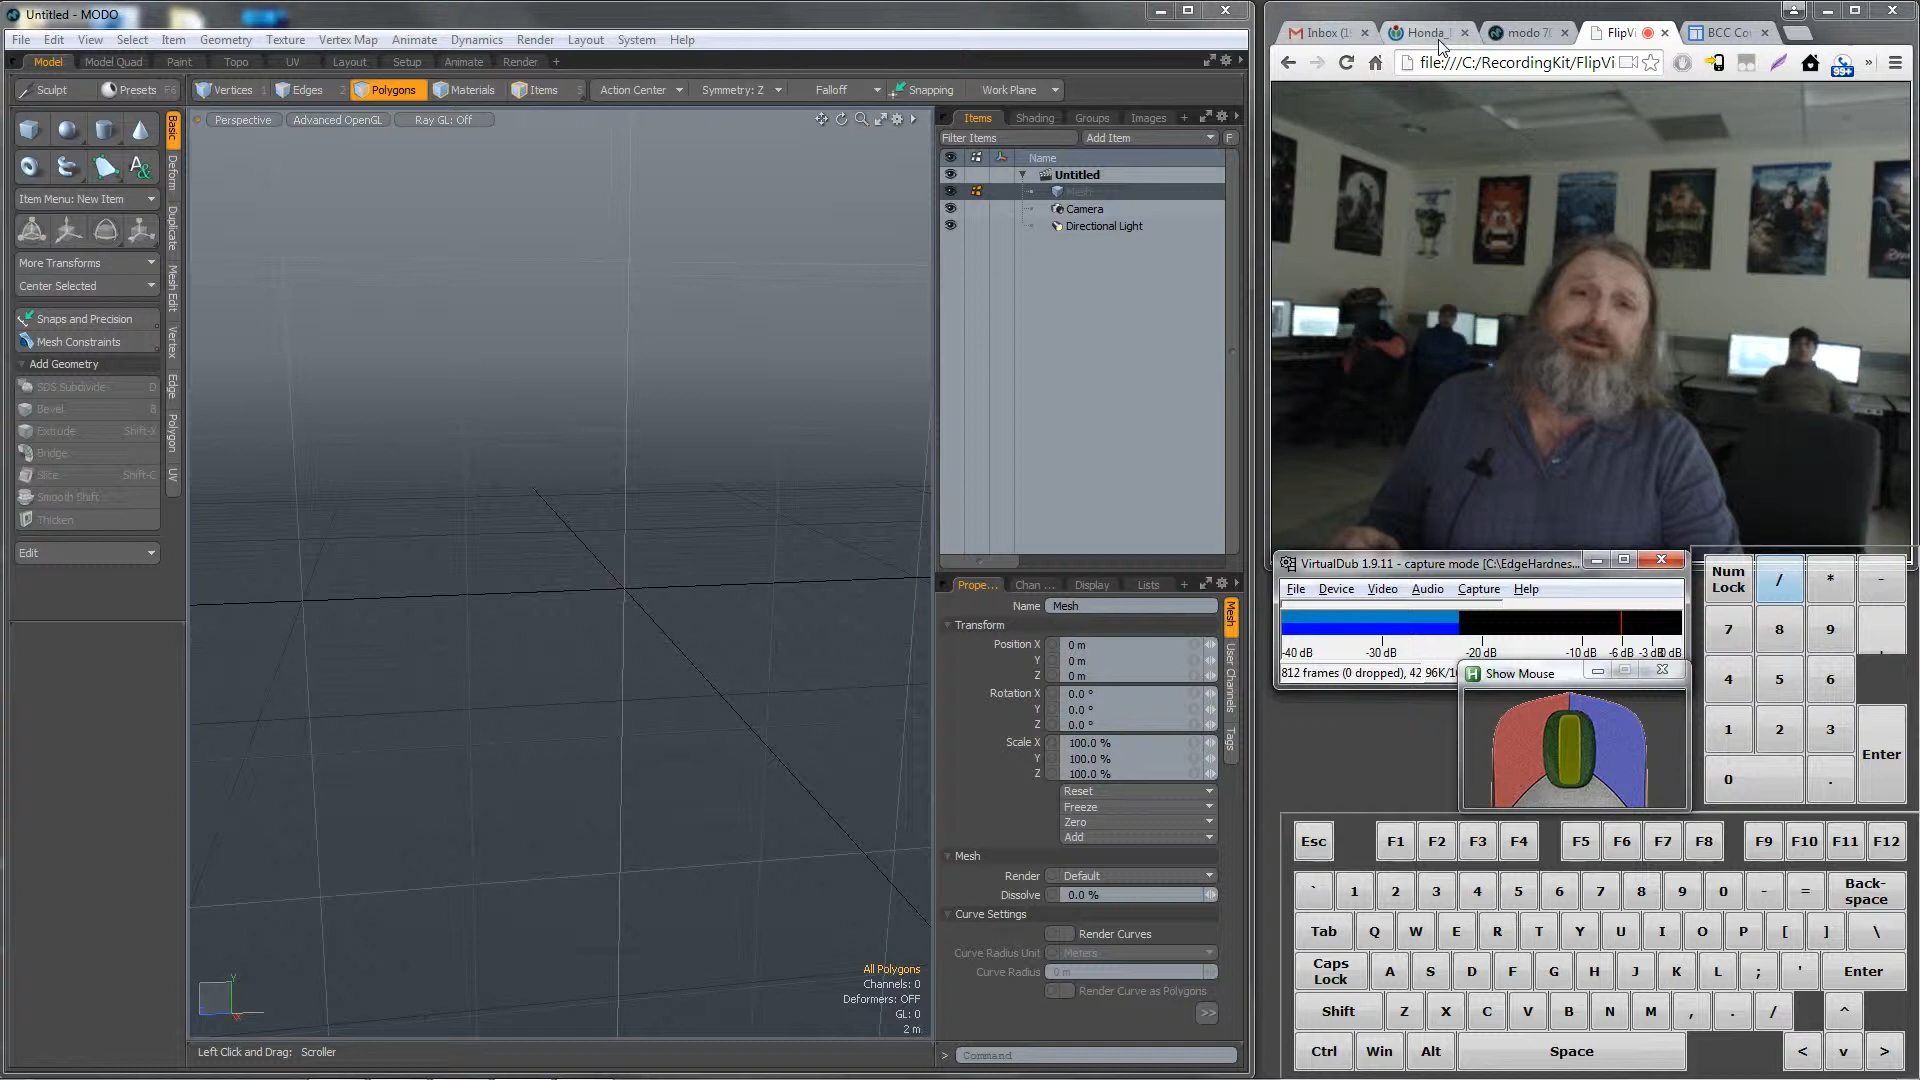 Untitled - MODO
File Edit View Select Item Geometry Texture Vertex Map Animate Dynamics Render Layout System Help
Model Model Quad Paint Topo UV Layout Setup Animate Render +
Sculpt Presets F6 Vertices 1 Edges 2 Polygons Materials Items 5 Action Center Symmetry: Z Falloff Snapping Work Plane
Perspective Advanced OpenGL Ray GL: Off
Basic
Deform
Duplicate
Mesh Edit
Vertex
Edge
Polygon
UV
Item Menu: New Item
More Transforms
Center Selected
Snaps and Precision
Mesh Constraints
Add Geometry
SDS Subdivide D
Bevel B
Extrude Shift-X
Bridge
Slice Shift-C
Smooth Shift
Thicken
Edit
All Polygons
Channels: 0
Deformers: OFF
GL: 0
2 m
Left Click and Drag: Scroller
Items Shading Groups Images +
Filter Items Add Item F
Name
Untitled
Mesh
Camera
Directional Light
Prope... Chan ... Display Lists +
Name Mesh
Transform
Position X 0 m
Y 0 m
Z 0 m
Rotation X 0.0 °
Y 0.0 °
Z 0.0 °
Scale X 100.0 %
Y 100.0 %
Z 100.0 %
Reset
Freeze
Zero
Add
Mesh
Render Default
Dissolve 0.0 %
Curve Settings
Render Curves
Curve Radius Unit Meters
Curve Radius 0 m
Render Curve as Polygons
>>
> Command
Mesh
User Channels
Tags
Inbox (1 Honda_ modo 70 FlipVi BCC Co
file:///C:/RecordingKit/FlipVi
99+
»
VirtualDub 1.9.11 - capture mode [C:\EdgeHardnes...
File Device Video Audio Capture Help
-40 dB -30 dB -20 dB -10 dB -6 dB
812 frames (0 dropped), 42
Show Mouse
Num Lock / * -
7 8 9
4 5 6
1 2 3 Enter
0 .
Esc F1 F2 F3 F4 F5 F6 F7 F8 F9 F10 F11 F12
` 1 2 3 4 5 6 7 8 9 0 - = Back-space
Tab Q W E R T Y U I O P [ ] \
Caps Lock A S D F G H J K L ; ' Enter
Shift Z X C V B N M , . / ^
Ctrl Win Alt Space < v >